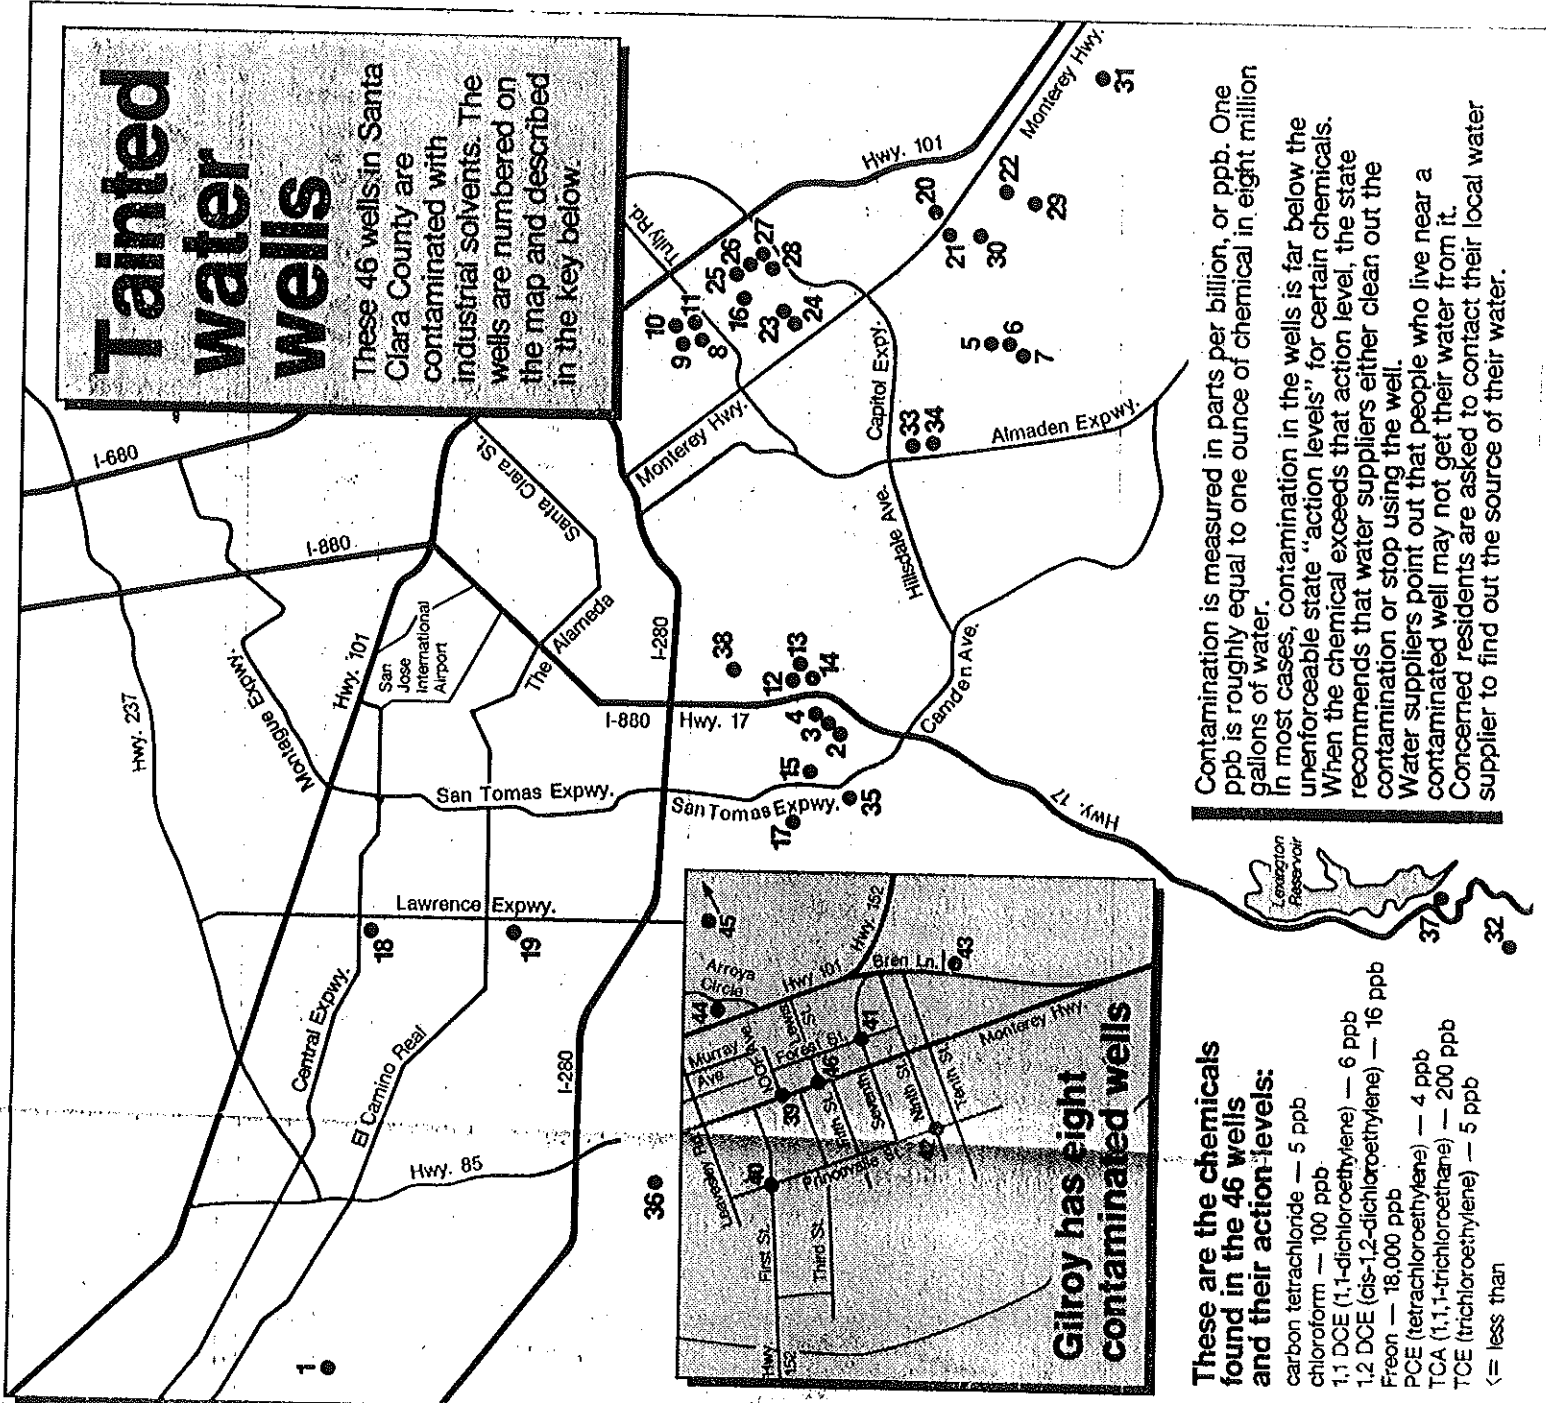 Tainted
water
wells
These 46 wells in Santa
Clara County are
contaminated with
industrial solvents. The
wells are numbered on
the map and described
in the key below.
I-680
I-880
Hwy. 237
Montague Expwy.
Hwy. 101
San
Jose
International
Airport
Santa Clara St.
The Alameda
I-280
I-880
Hwy. 17
San Tomas Expwy.
San Tomas Expwy.
Lawrence Expwy.
Central Expwy.
El Camino Real
Hwy. 85
I-280
Tully Rd.
Hwy. 101
Monterey Hwy.
Monterey Hwy.
Capitol Expy.
Almaden Expwy.
Hillsdale Ave.
Camden Ave.
Hwy. 17
Lexington
Reservoir
1
2
3
4
5
6
7
8
9
10
11
12
13
14
15
16
17
18
19
20
21
22
23
24
25
26
27
28
29
30
31
32
33
34
35
36
37
38
Gilroy has eight
contaminated wells
Hwy.
152
First St.
Third St.
Leavesley Rd.
Murray
Ave.
Arroya
Circle
Hwy 101
Hwy. 152
Bren Ln.
Lewis
St.
Forest St.
Fifth St.
Seventh
Ninth St.
Tenth St.
Princevalle St.
Monterey Hwy.
39
40
41
42
43
44
45
46
These are the chemicals
found in the 46 wells
and their action levels:
carbon tetrachloride — 5 ppb
chloroform — 100 ppb
1,1 DCE (1,1-dichloroethylene) — 6 ppb
1,2 DCE (cis-1,2-dichloroethylene) — 16 ppb
Freon — 18,000 ppb
PCE (tetrachloroethylene) — 4 ppb
TCA (1,1,1-trichloroethane) — 200 ppb
TCE (trichloroethylene) — 5 ppb
<= less than
Contamination is measured in parts per billion, or ppb. One
ppb is roughly equal to one ounce of chemical in eight million
gallons of water.
In most cases, contamination in the wells is far below the
unenforceable state "action levels" for certain chemicals.
When the chemical exceeds that action level, the state
recommends that water suppliers either clean out the
contamination or stop using the well.
Water suppliers point out that people who live near a
contaminated well may not get their water from it.
Concerned residents are asked to contact their local water
supplier to find out the source of their water.